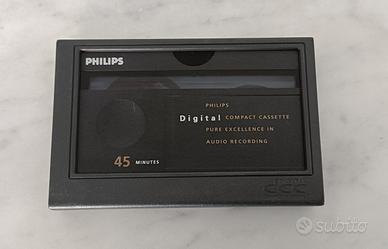 PHILIPS
PHILIPS
Digital COMPACT CASSETTE
PURE EXCELLENCE IN
AUDIO RECORDING
45 MINUTES
dcc
subito